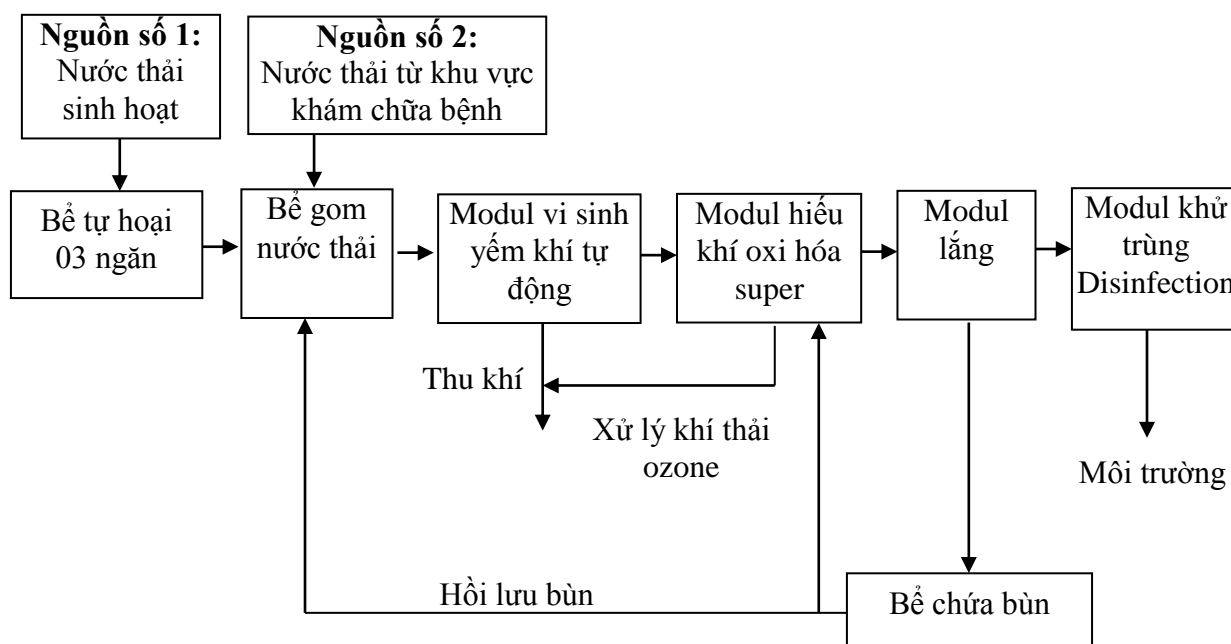 Nguồn số 1:
Nước thải
sinh hoạt
Nguồn số 2:
Nước thải từ khu vực
khám chữa bệnh
Bể tự hoại
03 ngăn
Bể gom
nước thải
Modul vi sinh
yếm khí tự
động
Modul hiếu
khí oxi hóa
super
Modul
lắng
Modul khử
trùng
Disinfection
Thu khí
Xử lý khí thải
ozone
Môi trường
Hồi lưu bùn
Bể chứa bùn